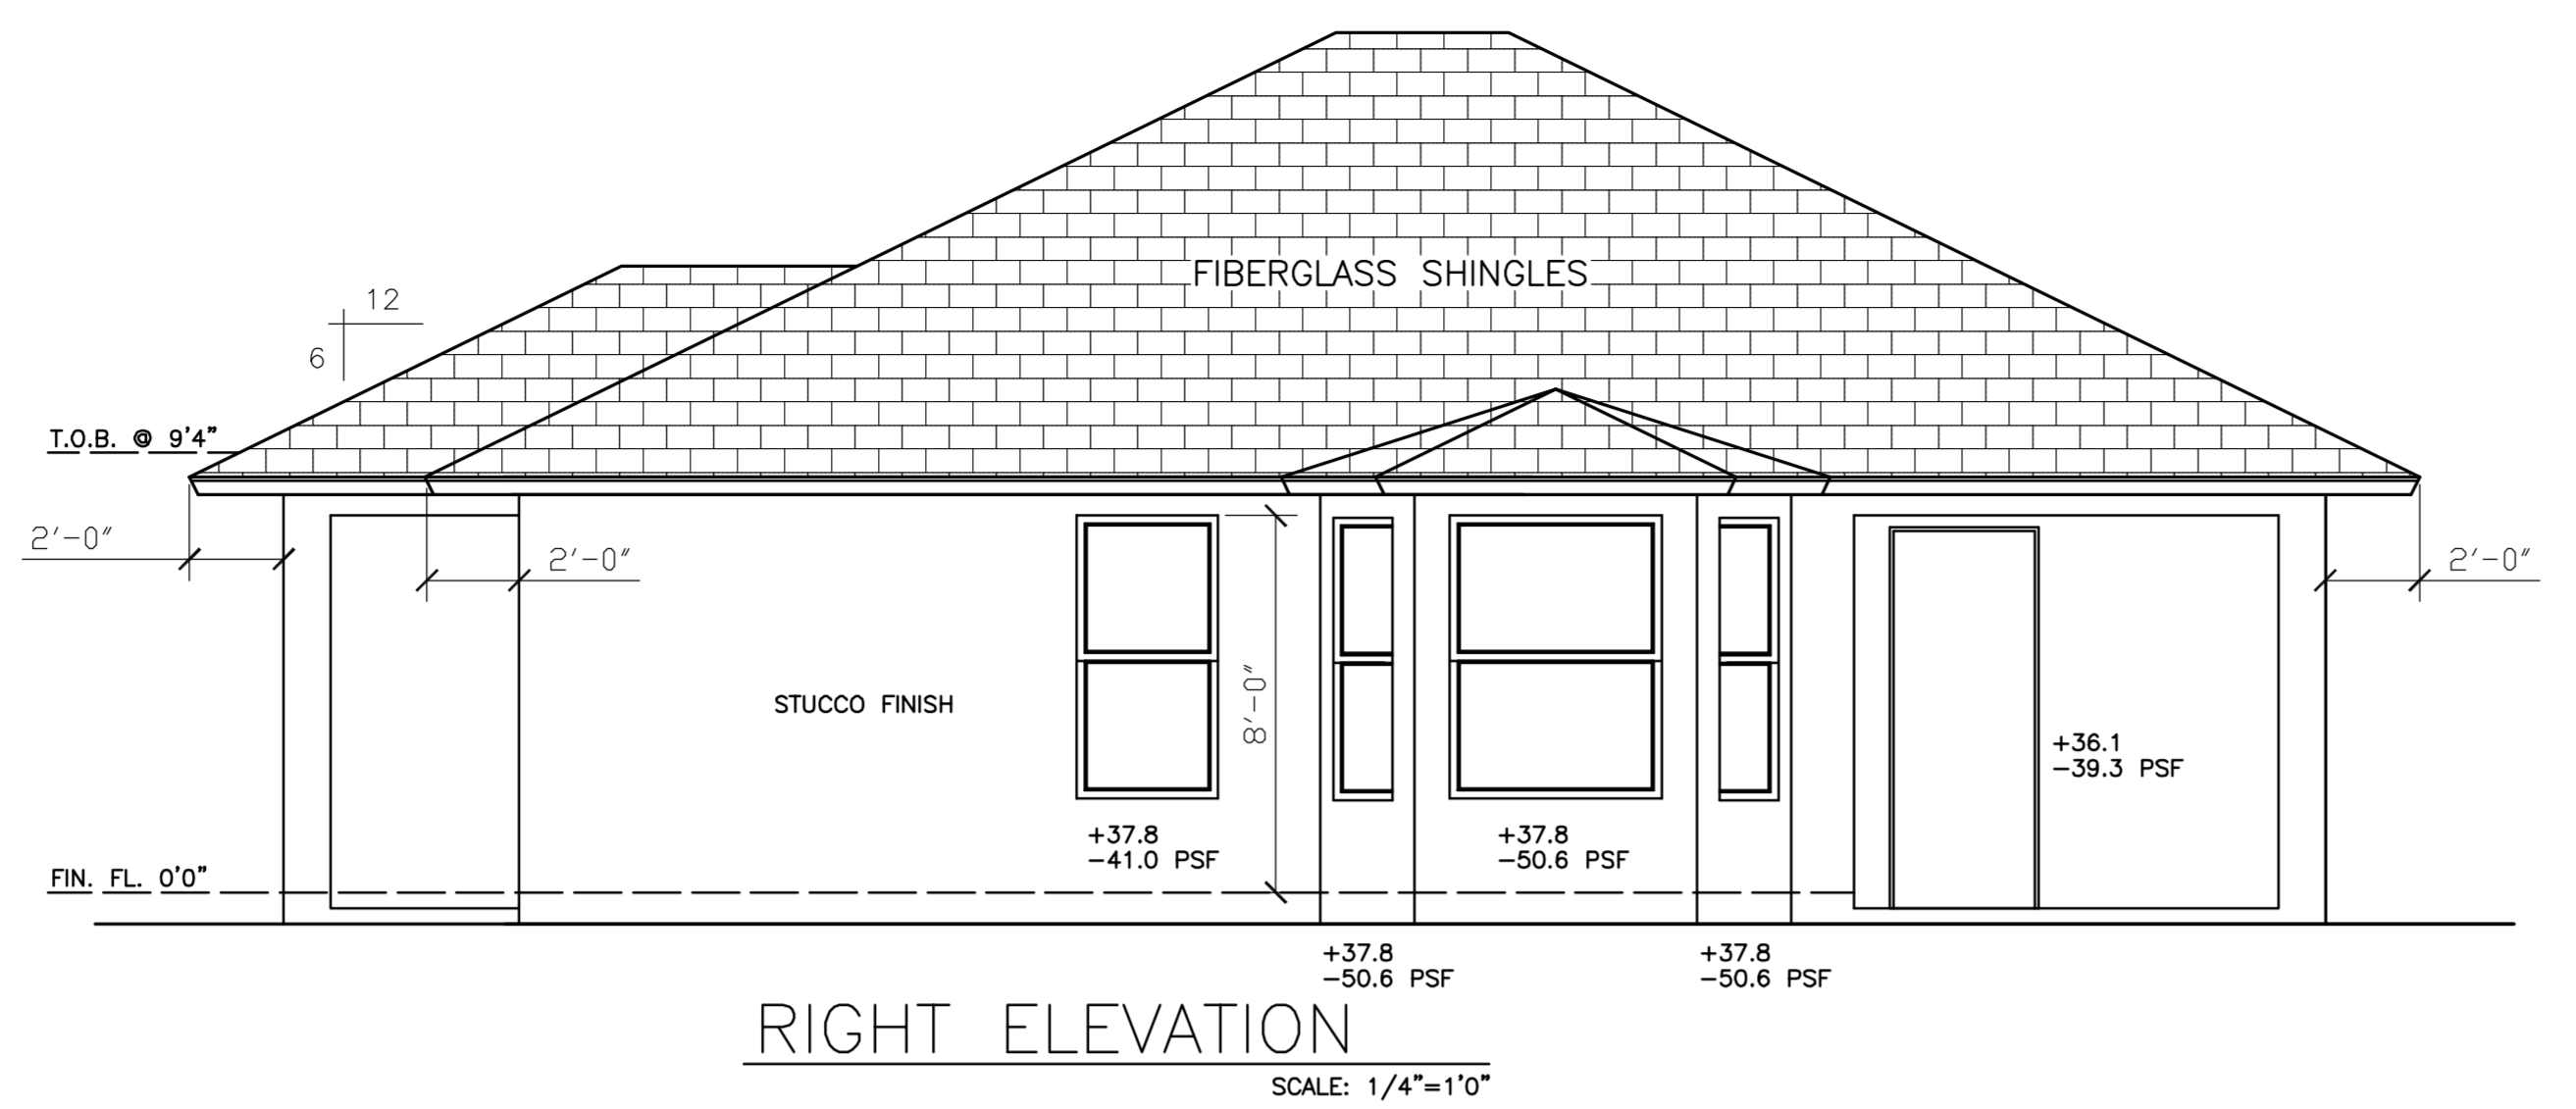 FIBERGLASS SHINGLES
12
6
T.O.B. @ 9'4"
2'-0"
2'-0"
2'-0"
8'-0"
STUCCO FINISH
+36.1
-39.3 PSF
+37.8
-41.0 PSF
+37.8
-50.6 PSF
FIN. FL. 0'0"
+37.8
-50.6 PSF
+37.8
-50.6 PSF
RIGHT ELEVATION
SCALE: 1/4"=1'0"